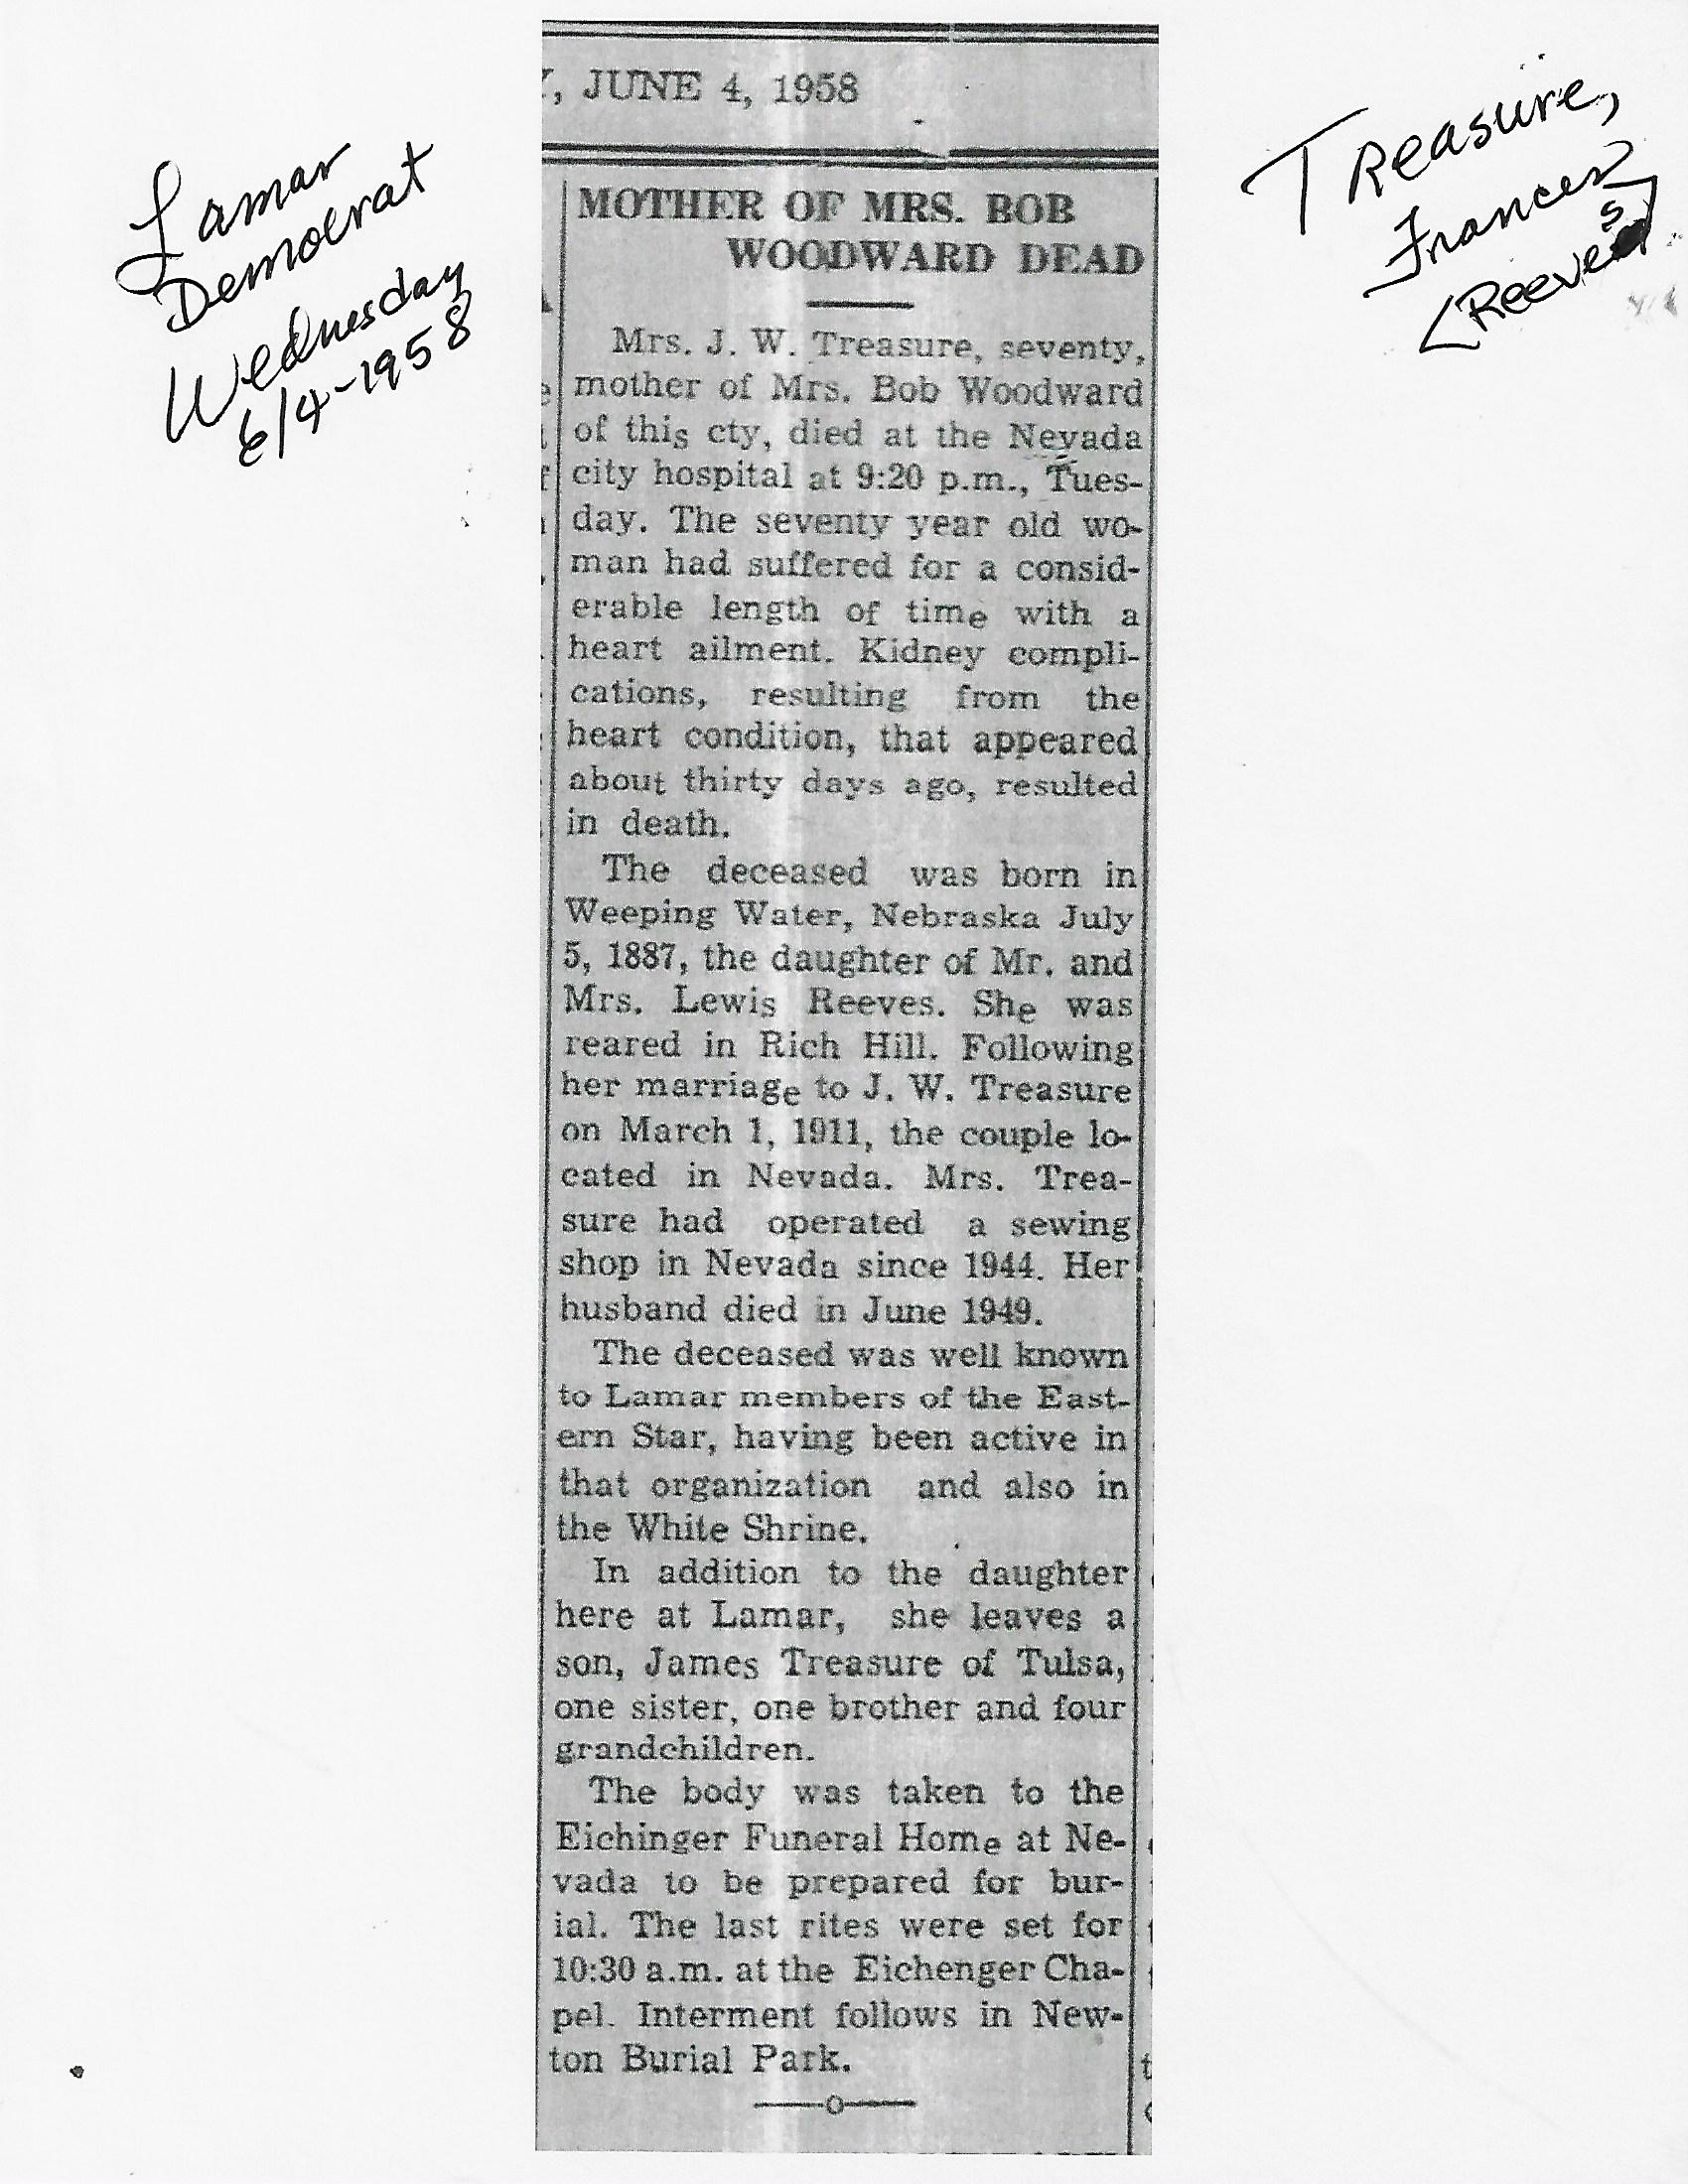 Lamar
Democrat
Wednesday
6/4-1958
Treasure,
Frances
(Reeves)
Y, JUNE 4, 1958
MOTHER OF MRS. BOB
WOODWARD DEAD
Mrs. J. W. Treasure, seventy,
mother of Mrs. Bob Woodward
of this cty, died at the Nevada
city hospital at 9:20 p.m., Tues-
day. The seventy year old wo-
man had suffered for a consid-
erable length of time with a
heart ailment. Kidney compli-
cations, resulting from the
heart condition, that appeared
about thirty days ago, resulted
in death.
The deceased was born in
Weeping Water, Nebraska July
5, 1887, the daughter of Mr. and
Mrs. Lewis Reeves. She was
reared in Rich Hill. Following
her marriage to J. W. Treasure
on March 1, 1911, the couple lo-
cated in Nevada. Mrs. Trea-
sure had operated a sewing
shop in Nevada since 1944. Her
husband died in June 1949.
The deceased was well known
to Lamar members of the East-
ern Star, having been active in
that organization and also in
the White Shrine.
In addition to the daughter
here at Lamar, she leaves a
son, James Treasure of Tulsa,
one sister, one brother and four
grandchildren.
The body was taken to the
Eichinger Funeral Home at Ne-
vada to be prepared for bur-
ial. The last rites were set for
10:30 a.m. at the Eichenger Cha-
pel. Interment follows in New-
ton Burial Park.